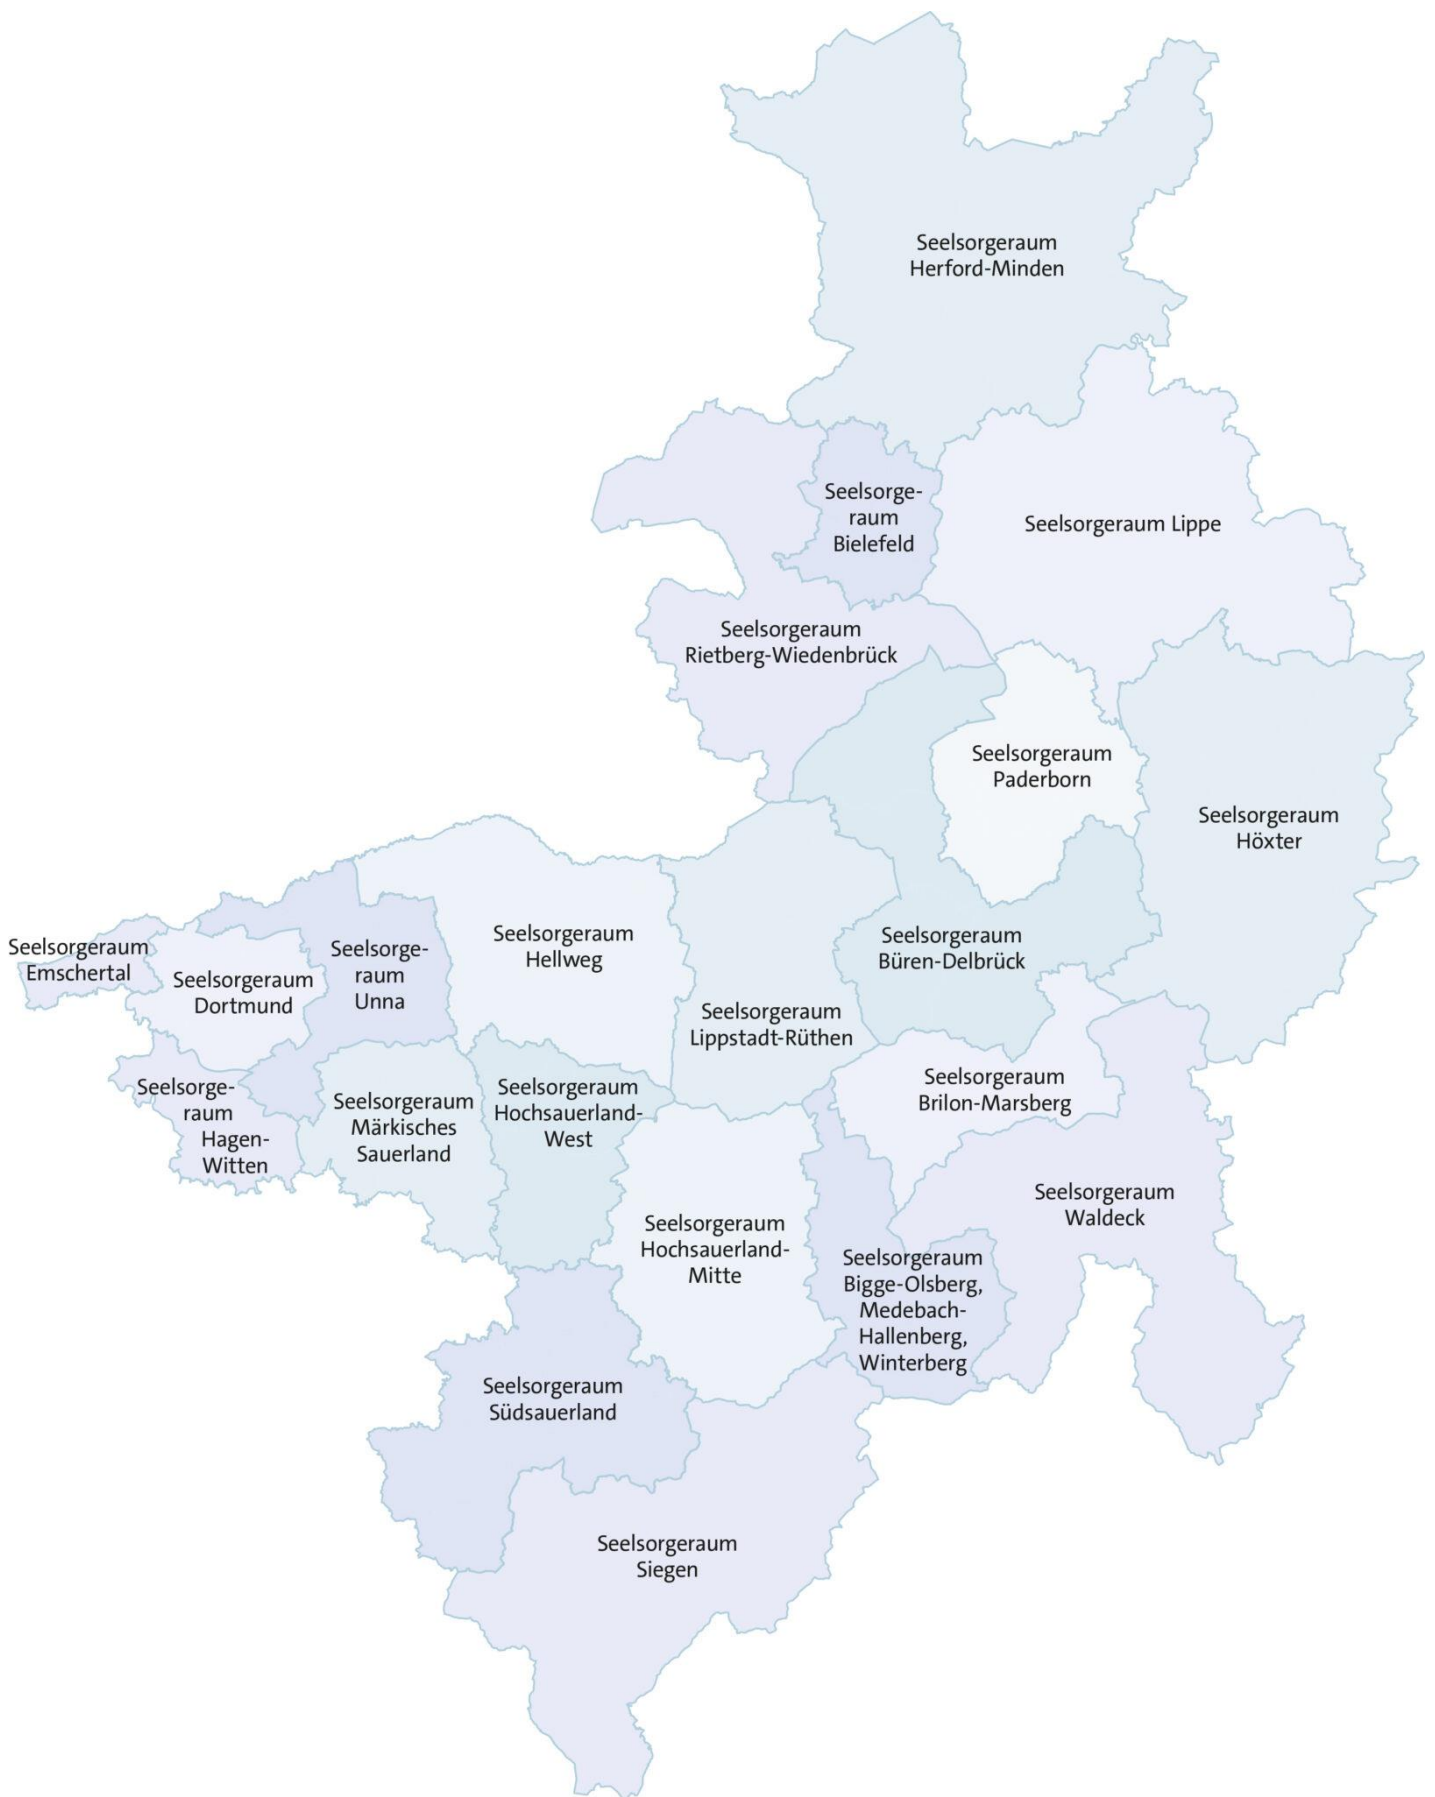 Seelsorgeraum
Herford-Minden
Seelsorge-
raum
Bielefeld
Seelsorgeraum Lippe
Seelsorgeraum
Rietberg-Wiedenbrück
Seelsorgeraum
Paderborn
Seelsorgeraum
Höxter
Seelsorgeraum
Emschertal
Seelsorgeraum
Dortmund
Seelsorge-
raum
Unna
Seelsorgeraum
Hellweg
Seelsorgeraum
Lippstadt-Rüthen
Seelsorgeraum
Büren-Delbrück
Seelsorge-
raum
Hagen-
Witten
Seelsorgeraum
Märkisches
Sauerland
Seelsorgeraum
Hochsauerland-
West
Seelsorgeraum
Brilon-Marsberg
Seelsorgeraum
Hochsauerland-
Mitte
Seelsorgeraum
Waldeck
Seelsorgeraum
Bigge-Olsberg,
Medebach-
Hallenberg,
Winterberg
Seelsorgeraum
Südsauerland
Seelsorgeraum
Siegen